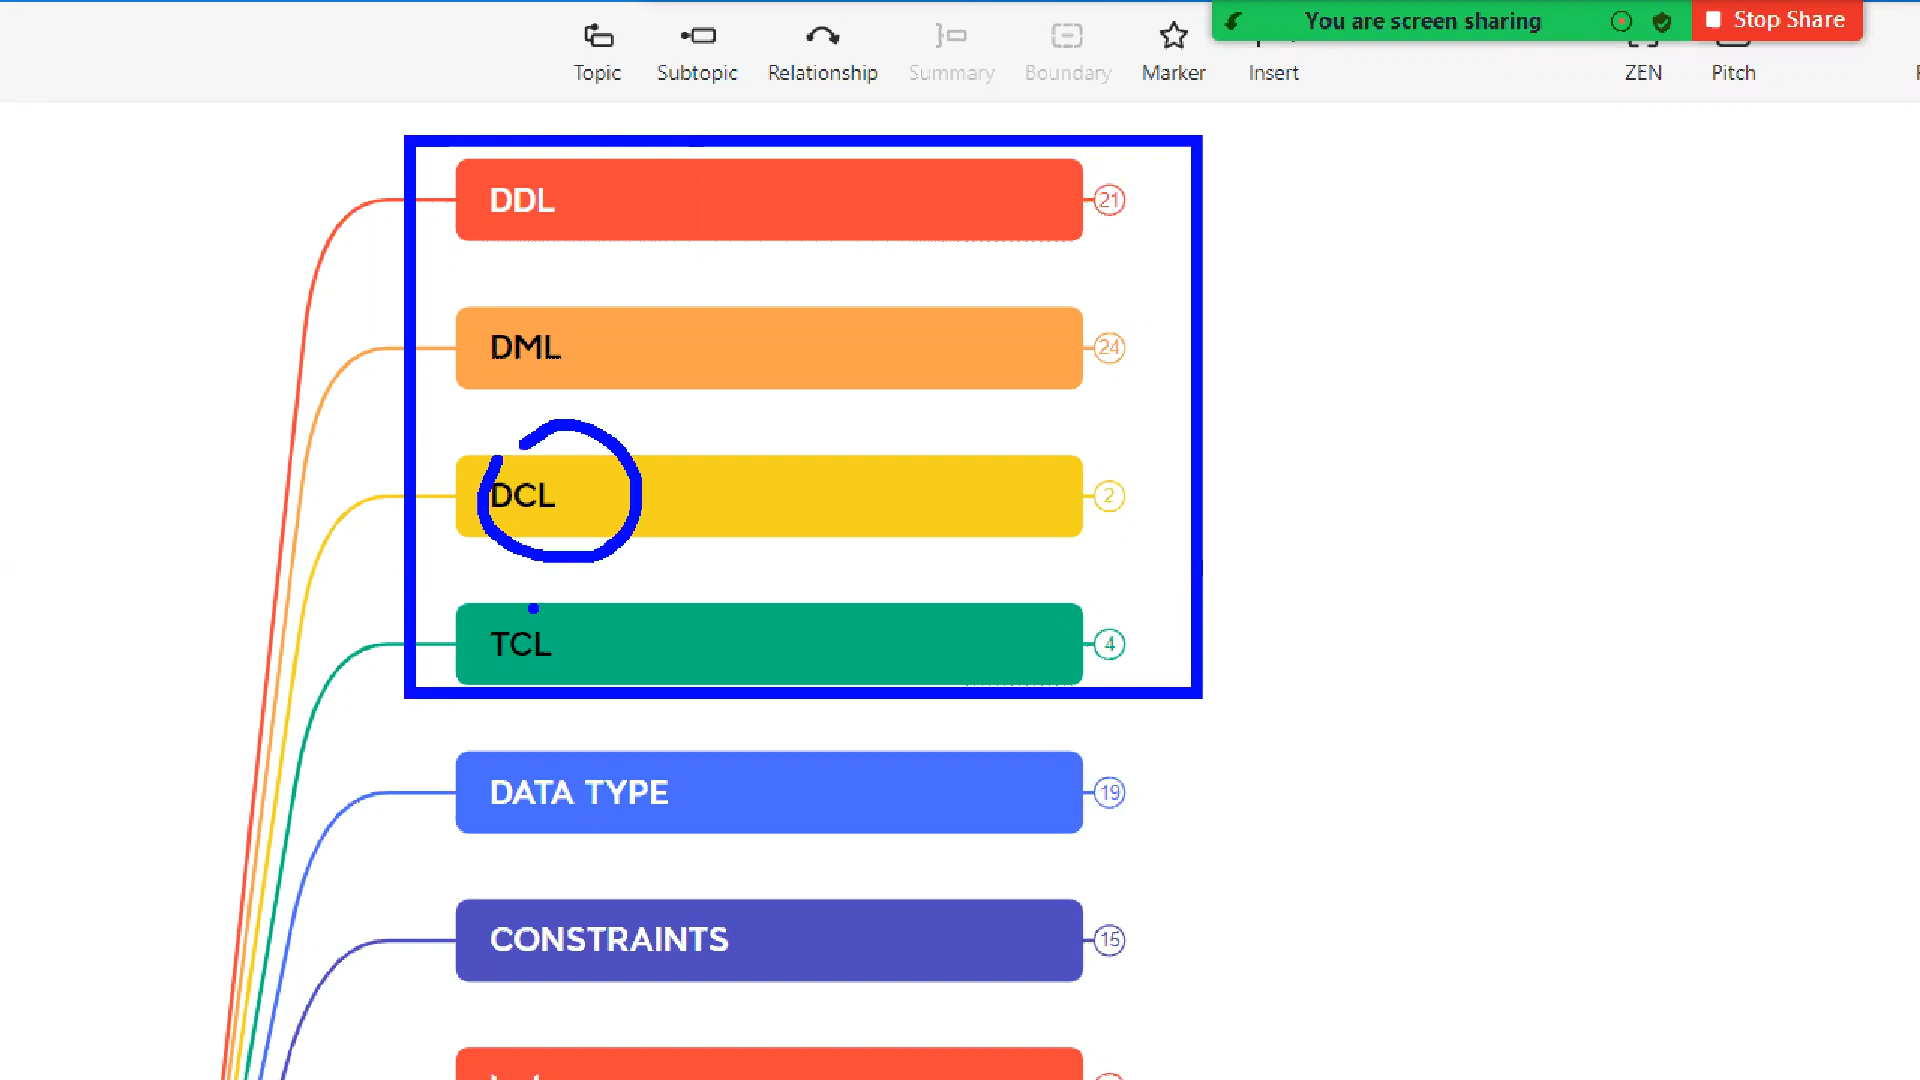 You are screen sharing Stop Share
Topic Subtopic Relationship Summary Boundary Marker Insert ZEN Pitch
DDL 21
DML 24
DCL 2
TCL 4
DATA TYPE 19
CONSTRAINTS 15